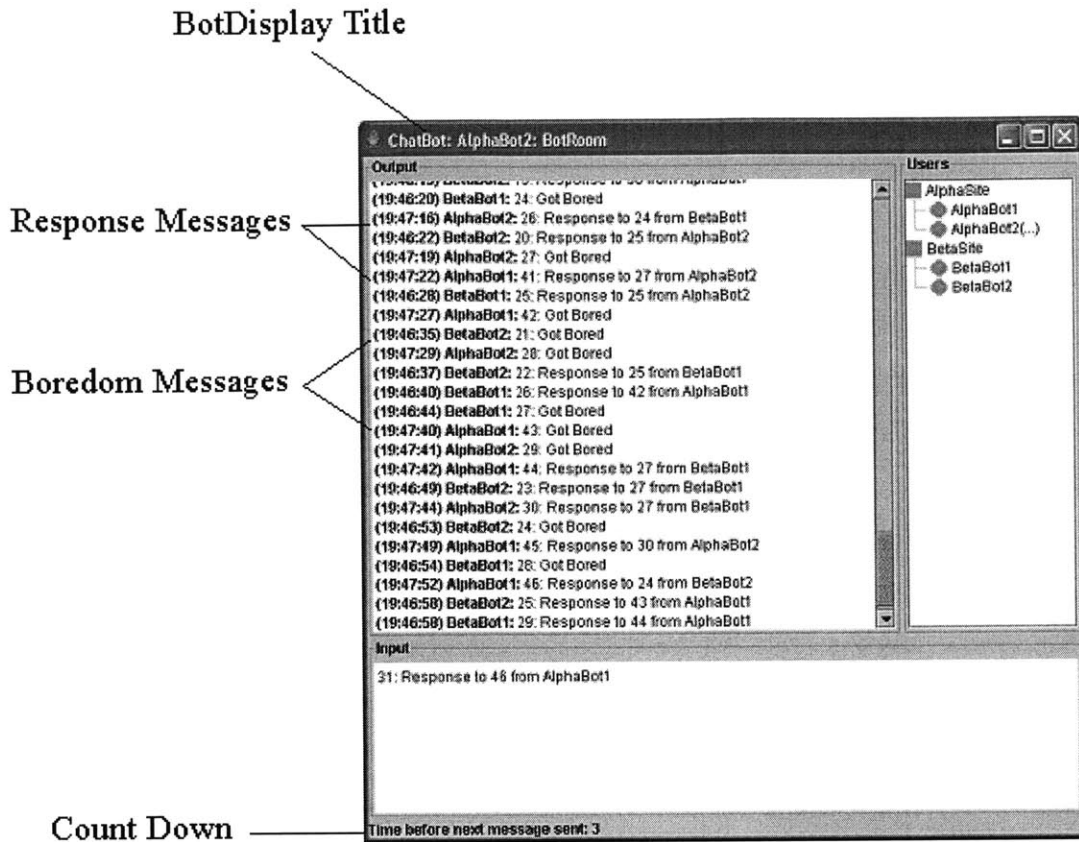 BotDisplay Title
ChatBot: AlphaBot2: BotRoom
Output
Users
(19:46:20) BetaBot1: 24: Got Bored
(19:47:16) AlphaBot2: 26: Response to 24 from BetaBot1
(19:46:22) BetaBot2: 20: Response to 25 from AlphaBot2
(19:47:19) AlphaBot2: 27: Got Bored
(19:47:22) AlphaBot1: 41: Response to 27 from AlphaBot2
(19:46:28) BetaBot1: 25: Response to 25 from AlphaBot2
(19:47:27) AlphaBot1: 42: Got Bored
(19:46:35) BetaBot2: 21: Got Bored
(19:47:29) AlphaBot2: 28: Got Bored
(19:46:37) BetaBot2: 22: Response to 25 from BetaBot1
(19:46:40) BetaBot1: 26: Response to 42 from AlphaBot1
(19:46:44) BetaBot1: 27: Got Bored
(19:47:40) AlphaBot1: 43: Got Bored
(19:47:41) AlphaBot2: 29: Got Bored
(19:47:42) AlphaBot1: 44: Response to 27 from BetaBot1
(19:46:49) BetaBot2: 23: Response to 27 from BetaBot1
(19:47:44) AlphaBot2: 30: Response to 27 from BetaBot1
(19:46:53) BetaBot2: 24: Got Bored
(19:47:49) AlphaBot1: 45: Response to 30 from AlphaBot2
(19:46:54) BetaBot1: 28: Got Bored
(19:47:52) AlphaBot1: 46: Response to 24 from BetaBot2
(19:46:58) BetaBot2: 25: Response to 43 from AlphaBot1
(19:46:58) BetaBot1: 29: Response to 44 from AlphaBot1
AlphaSite
AlphaBot1
AlphaBot2(...)
BetaSite
BetaBot1
BetaBot2
Response Messages
Boredom Messages
Input
31: Response to 46 from AlphaBot1
Count Down
Time before next message sent: 3